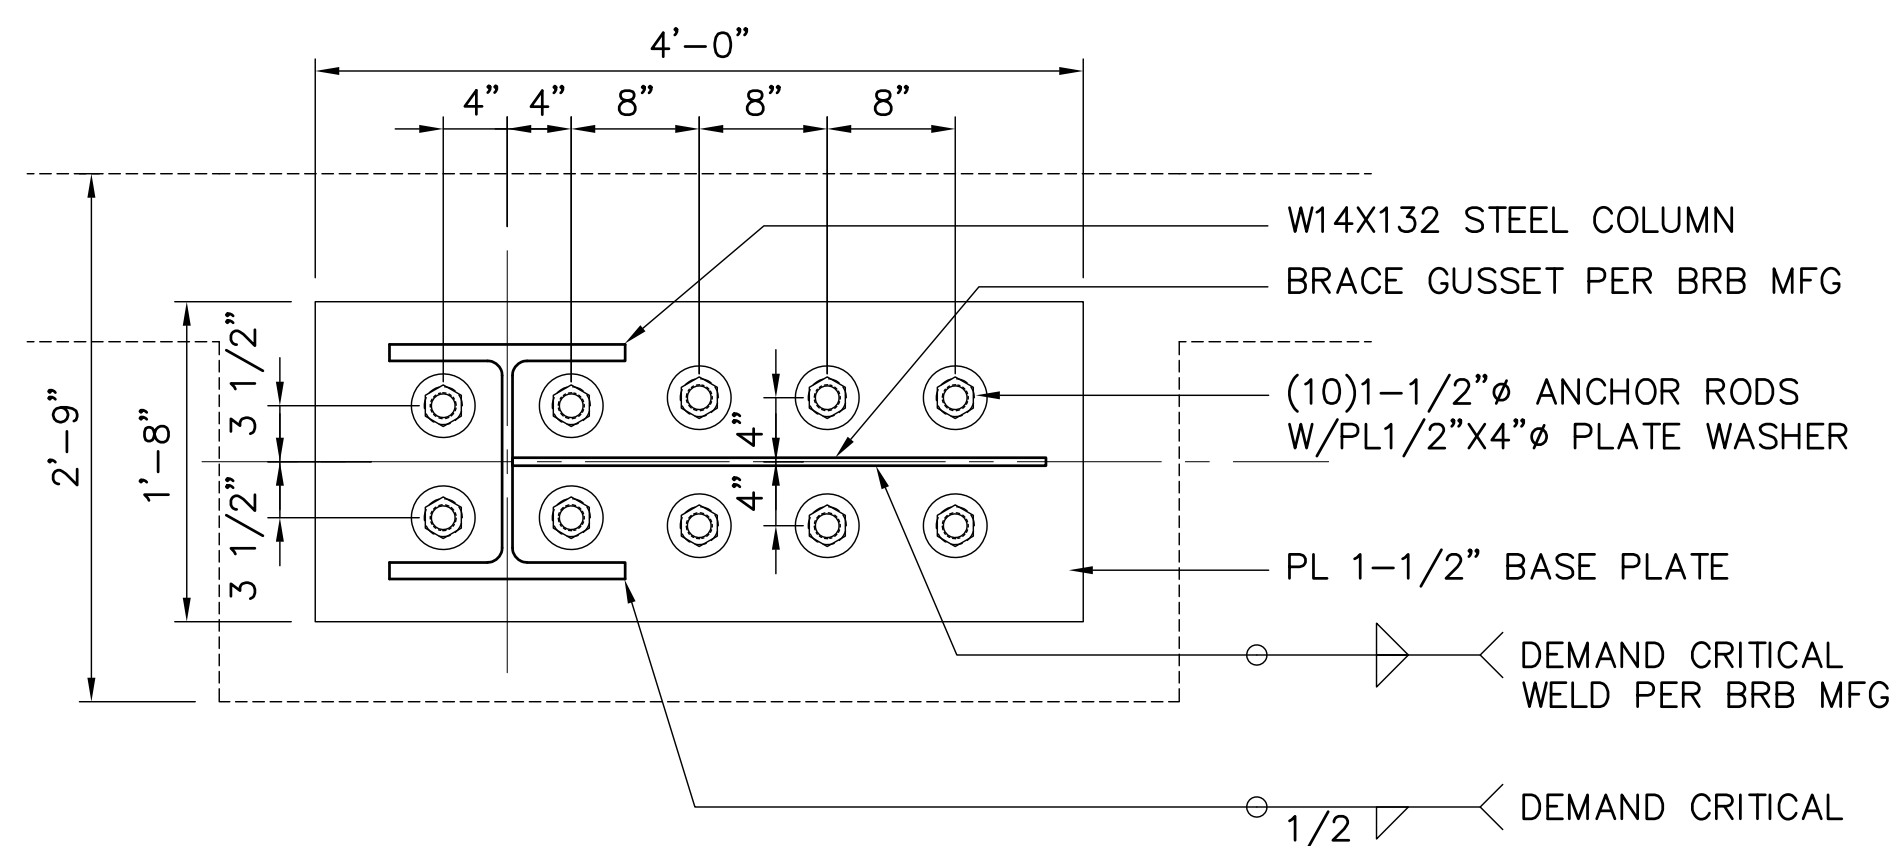 4'-0"
4" 4" 8" 8" 8"
W14X132 STEEL COLUMN
BRACE GUSSET PER BRB MFG
3 1/2"
(10)1-1/2"ø ANCHOR RODS
W/PL1/2"X4"ø PLATE WASHER
2'-9"
1'-8"
4"
4"
3 1/2"
PL 1-1/2" BASE PLATE
DEMAND CRITICAL
WELD PER BRB MFG
1/2
DEMAND CRITICAL